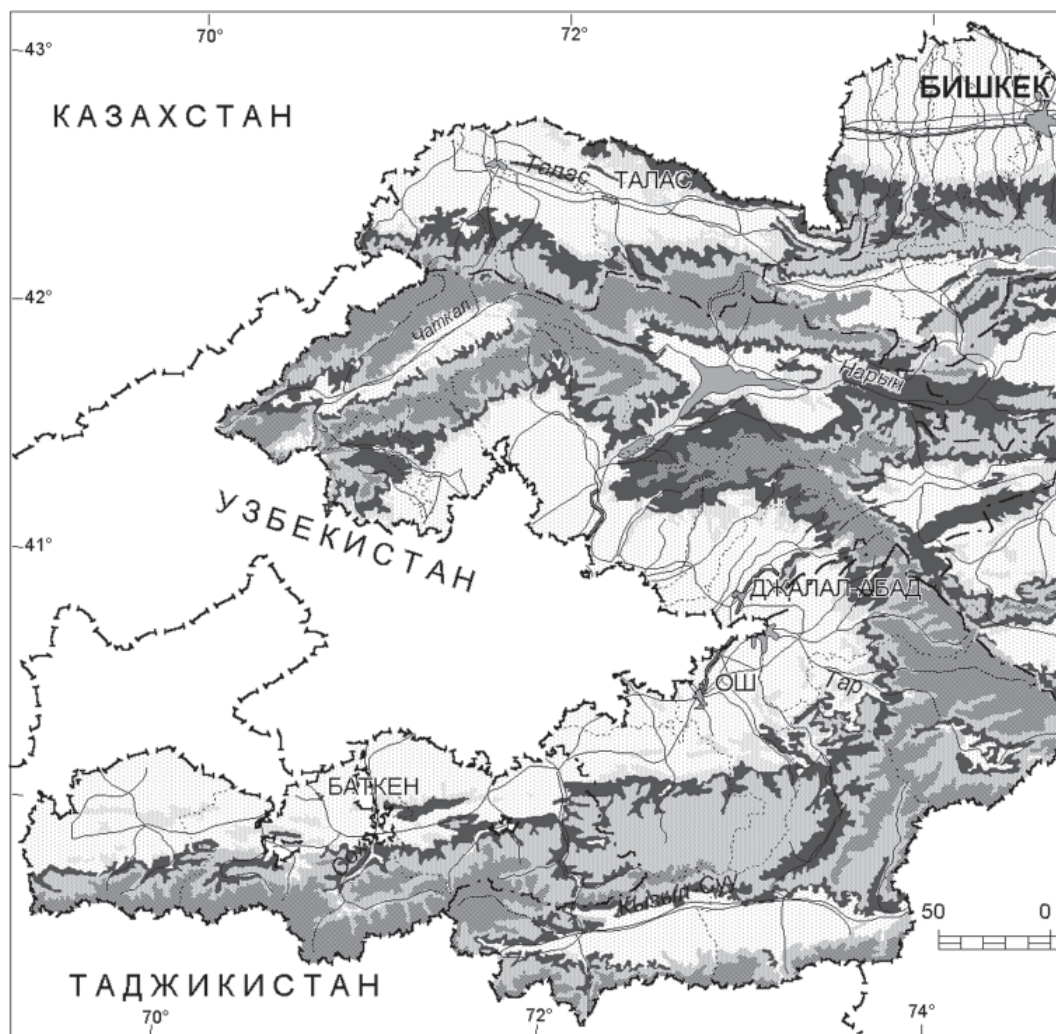 70°
72°
43°
КАЗАХСТАН
БИШКЕК
Талас
ТАЛАС
42°
Чаткал
Нарын
УЗБЕКИСТАН
41°
ДЖАЛАЛ-АБАД
ОШ
Тар
БАТКЕН
Сох
Кызыл-Суу
50
0
ТАДЖИКИСТАН
70°
72°
74°